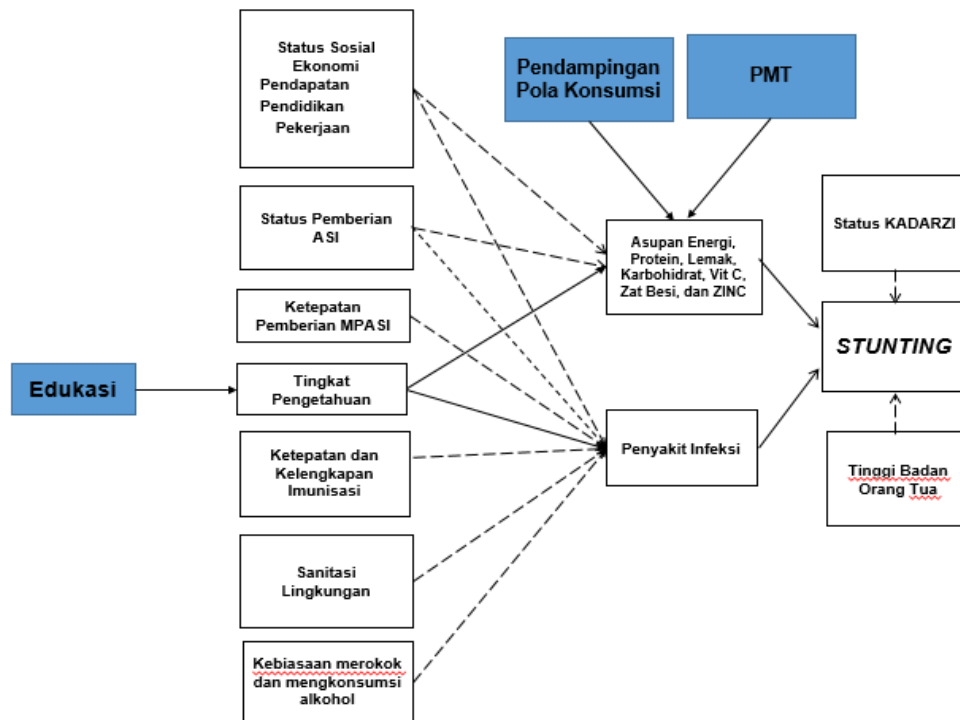 Status Sosial
Ekonomi
Pendapatan
Pendidikan
Pekerjaan
Status Pemberian
ASI
Ketepatan
Pemberian MPASI
Edukasi
Tingkat
Pengetahuan
Ketepatan dan
Kelengkapan
Imunisasi
Sanitasi
Lingkungan
Kebiasaan merokok
dan mengkonsumsi
alkohol
Pendampingan
Pola Konsumsi
PMT
Asupan Energi,
Protein, Lemak,
Karbohidrat, Vit C,
Zat Besi, dan ZINC
Penyakit Infeksi
Status KADARZI
STUNTING
Tinggi Badan
Orang Tua